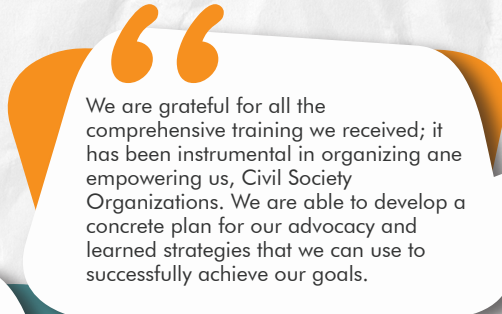 We are grateful for all the
comprehensive training we received; it
has been instrumental in organizing ane
empowering us, Civil Society
Organizations. We are able to develop a
concrete plan for our advocacy and
learned strategies that we can use to
successfully achieve our goals.